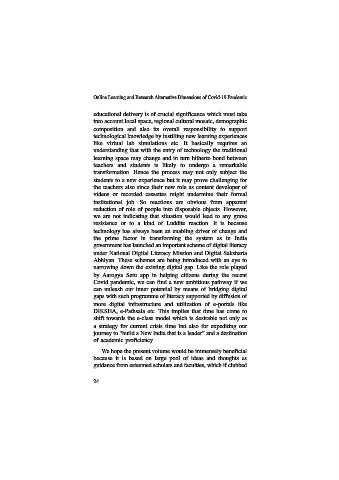 Online Learning and Research Alternative Dimensions of Covid-19 Pandemic
educational delivery is of crucial significance which must take
into account local space, regional cultural mosaic, demographic
composition and also its overall responsibility to support
technological knowledge by instilling new learning experiences
like virtual lab simulations etc. It basically requires an
understanding that with the entry of technology the traditional
learning space may change and in turn hitherto bond between
teachers and students is likely to undergo a remarkable
transformation. Hence the process may not only subject the
students to a new experience but it may prove challenging for
the teachers also since their new role as content developer of
videos or recorded cassettes might undermine their formal
institutional job. So reactions are obvious from apparent
reduction of role of people into disposable objects. However,
we are not indicating that situation would lead to any gross
resistance or to a kind of Luddite reaction. It is because
technology has always been an enabling driver of change and
the prime factor in transforming the system as in India
government has launched an important scheme of digital literacy
under National Digital Literacy Mission and Digital Saksharta
Abhiyan. These schemes are being introduced with an eye to
narrowing down the existing digital gap. Like the role played
by Aarogya Setu app in helping citizens during the recent
Covid pandemic, we can find a new ambitious pathway if we
can unleash our inner potential by means of bridging digital
gaps with such programme of literacy supported by diffusion of
more digital infrastructure and utilization of e-portals like
DIKSHA, e-Pathsala etc. This implies that time has come to
shift towards the e-class model which is desirable not only as
a strategy for current crisis time but also for expediting our
journey to "build a New India that is a leader" and a destination
of academic proficiency.
We hope the present volume would be immensely beneficial
because it is based on large pool of ideas and thoughts as
guidance from esteemed scholars and faculties, which if clubbed
24